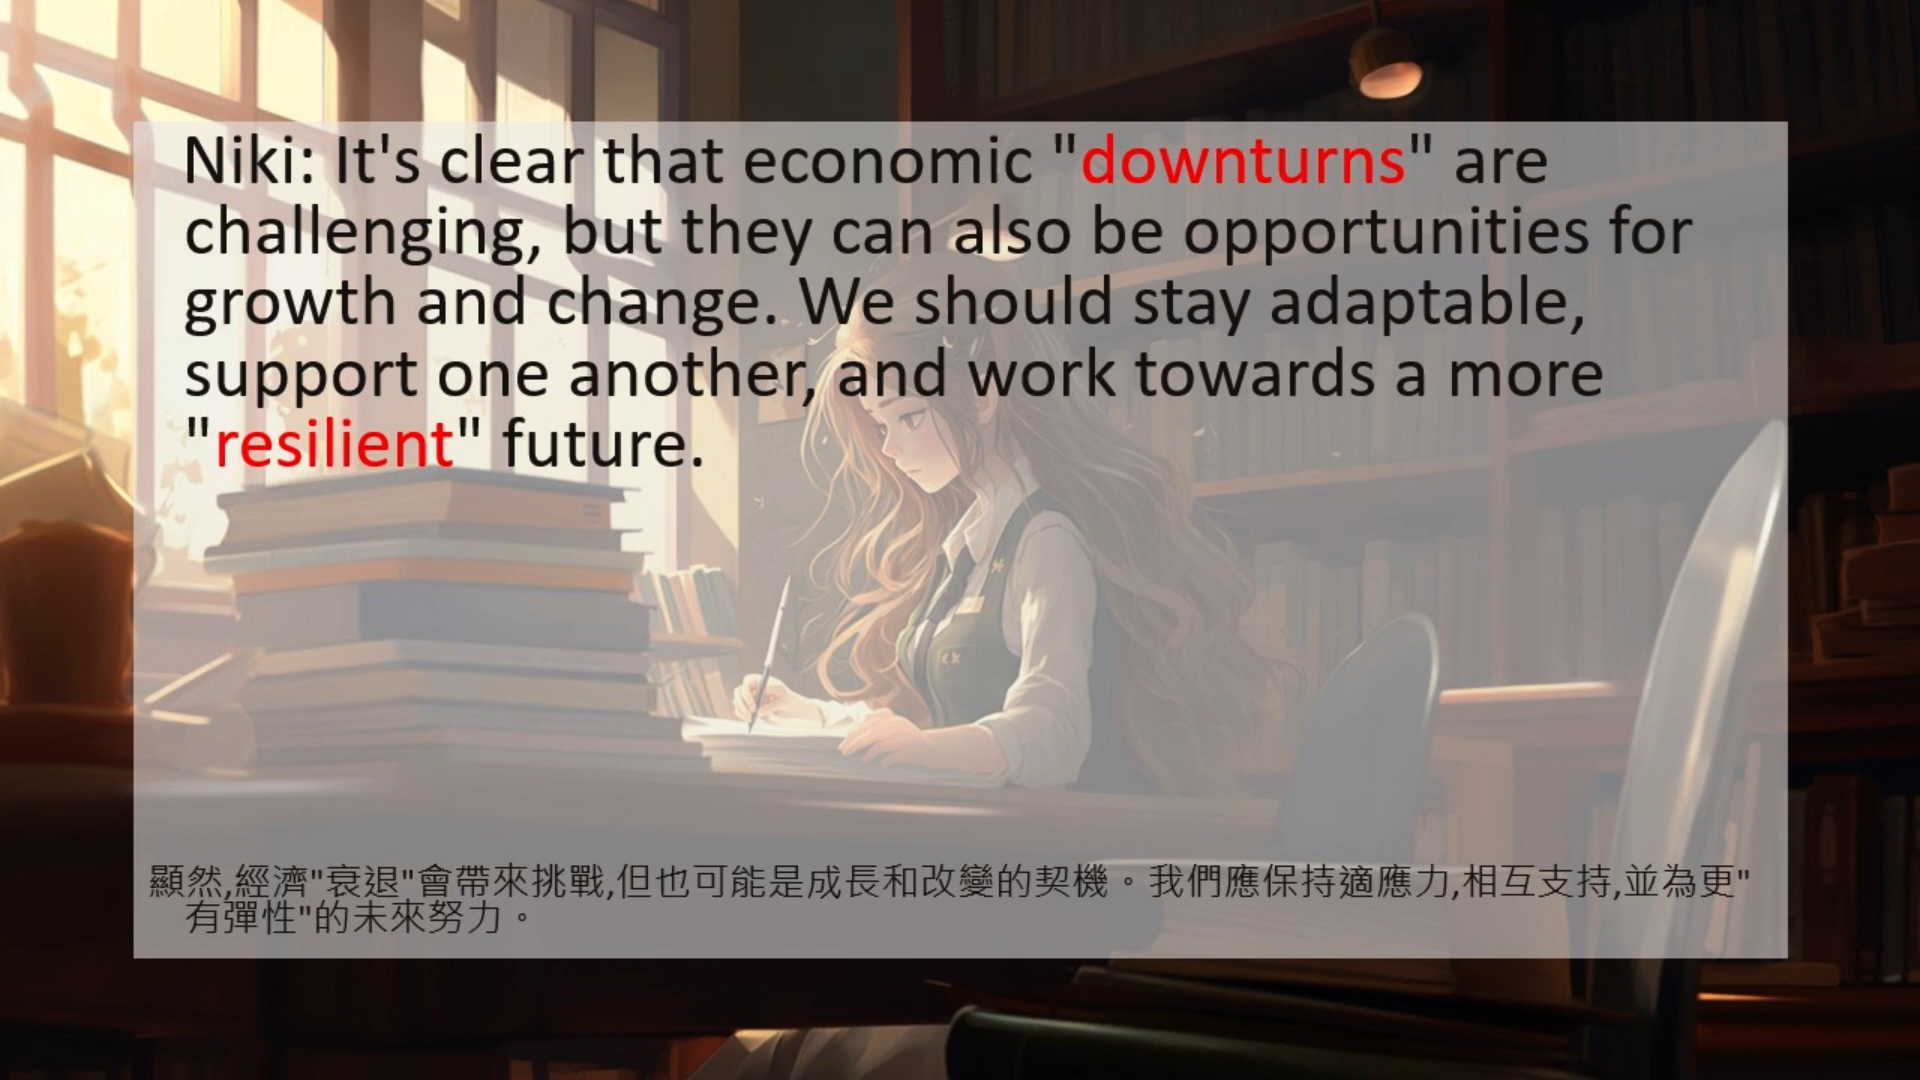 Niki: It's clear that economic "downturns" are
challenging, but they can also be opportunities for
growth and change. We should stay adaptable,
support one another, and work towards a more
"resilient" future.
顯然,經濟"衰退"會帶來挑戰,但也可能是成長和改變的契機。我們應保持適應力,相互支持,並為更"
有彈性"的未來努力。